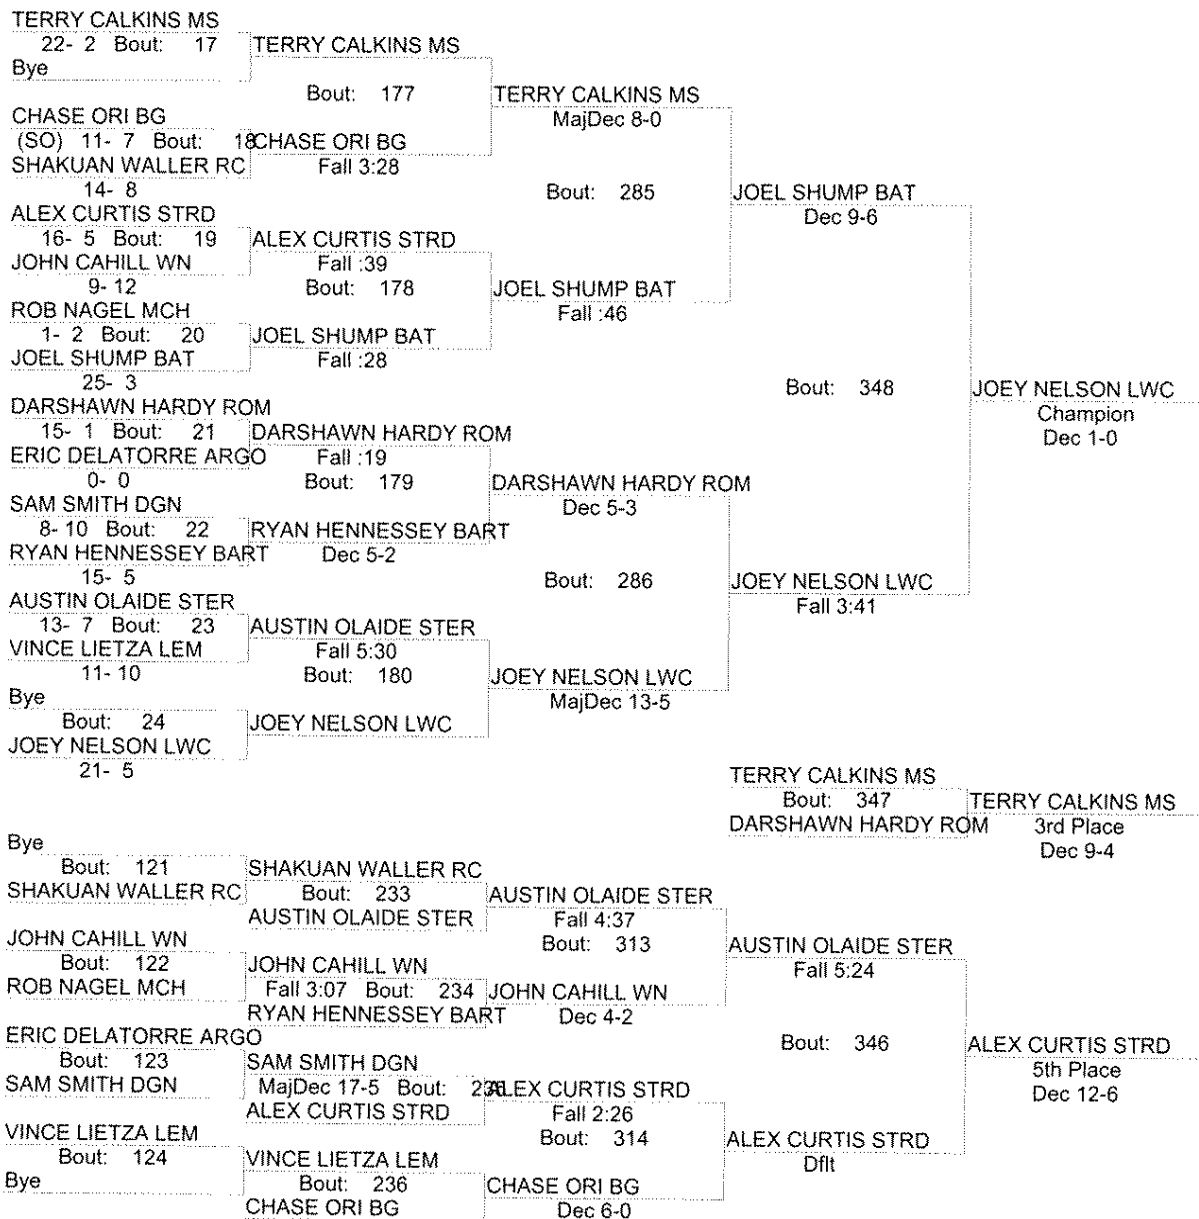 TERRY CALKINS MS
22- 2 Bout: 17
Bye
TERRY CALKINS MS
Bout: 177
CHASE ORI BG
(SO) 11- 7 Bout: 18
SHAKUAN WALLER RC
14- 8
CHASE ORI BG
Fall 3:28
TERRY CALKINS MS
MajDec 8-0
Bout: 285
ALEX CURTIS STRD
16- 5 Bout: 19
JOHN CAHILL WN
9- 12
ALEX CURTIS STRD
Fall :39
Bout: 178
ROB NAGEL MCH
1- 2 Bout: 20
JOEL SHUMP BAT
25- 3
JOEL SHUMP BAT
Fall :28
JOEL SHUMP BAT
Fall :46
JOEL SHUMP BAT
Dec 9-6
Bout: 348
DARSHAWN HARDY ROM
15- 1 Bout: 21
ERIC DELATORRE ARGO
0- 0
DARSHAWN HARDY ROM
Fall :19
Bout: 179
SAM SMITH DGN
8- 10 Bout: 22
RYAN HENNESSEY BART
15- 5
RYAN HENNESSEY BART
Dec 5-2
DARSHAWN HARDY ROM
Dec 5-3
Bout: 286
AUSTIN OLAIDE STER
13- 7 Bout: 23
VINCE LIETZA LEM
11- 10
AUSTIN OLAIDE STER
Fall 5:30
Bout: 180
Bye
Bout: 24
JOEY NELSON LWC
21- 5
JOEY NELSON LWC
JOEY NELSON LWC
MajDec 13-5
JOEY NELSON LWC
Fall 3:41
JOEY NELSON LWC
Champion
Dec 1-0
TERRY CALKINS MS
Bout: 347
DARSHAWN HARDY ROM
TERRY CALKINS MS
3rd Place
Dec 9-4
Bye
Bout: 121
SHAKUAN WALLER RC
SHAKUAN WALLER RC
Bout: 233
AUSTIN OLAIDE STER
AUSTIN OLAIDE STER
Fall 4:37
Bout: 313
JOHN CAHILL WN
Bout: 122
ROB NAGEL MCH
JOHN CAHILL WN
Fall 3:07 Bout: 234
RYAN HENNESSEY BART
JOHN CAHILL WN
Dec 4-2
AUSTIN OLAIDE STER
Fall 5:24
Bout: 346
ERIC DELATORRE ARGO
Bout: 123
SAM SMITH DGN
SAM SMITH DGN
MajDec 17-5 Bout: 235
ALEX CURTIS STRD
ALEX CURTIS STRD
Fall 2:26
Bout: 314
VINCE LIETZA LEM
Bout: 124
Bye
VINCE LIETZA LEM
Bout: 236
CHASE ORI BG
CHASE ORI BG
Dec 6-0
ALEX CURTIS STRD
Dflt
ALEX CURTIS STRD
5th Place
Dec 12-6